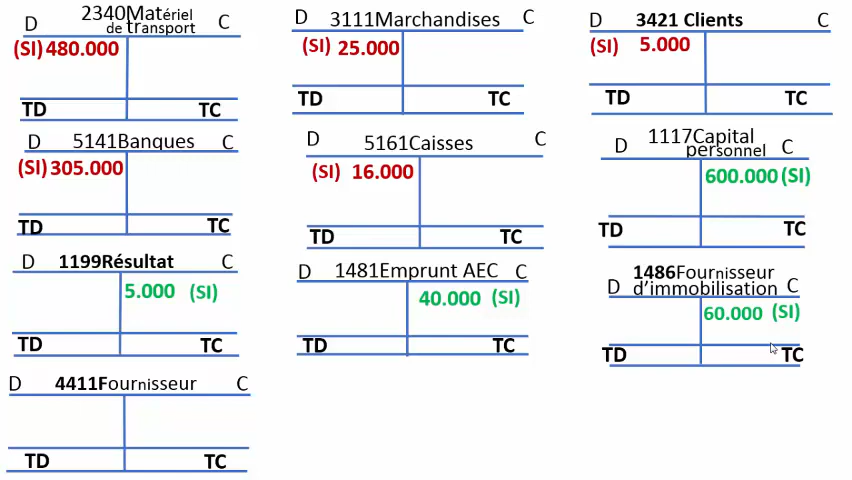 D 2340Matériel C
de transport
(SI) 480.000
TD TC
D 3111Marchandises C
(SI) 25.000
TD TC
D 3421 Clients C
(SI) 5.000
TD TC
D 5141Banques C
(SI) 305.000
TD TC
D 5161Caisses C
(SI) 16.000
TD TC
D 1117Capital C
personnel
600.000 (SI)
TD TC
D 1199Résultat C
5.000 (SI)
TD TC
D 1481Emprunt AEC C
40.000 (SI)
TD TC
1486Fournisseur
D d'immobilisation C
60.000 (SI)
TD TC
D 4411Fournisseur C
TD TC